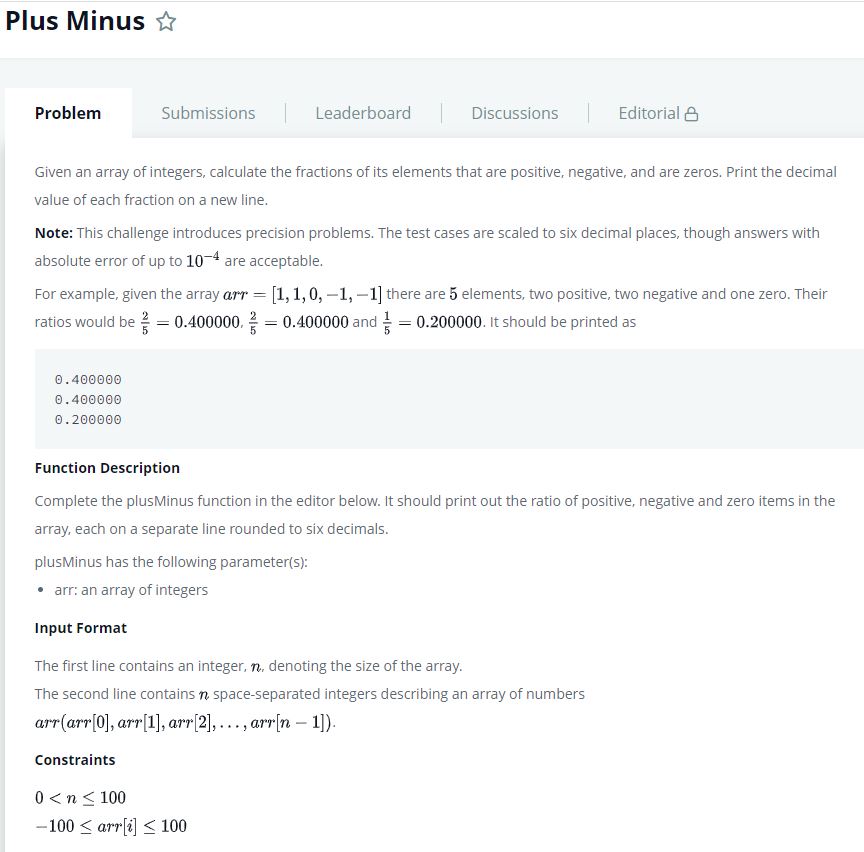 Plus Minus
Problem Submissions Leaderboard Discussions Editorial
Given an array of integers, calculate the fractions of its elements that are positive, negative, and are zeros. Print the decimal
value of each fraction on a new line.
Note: This challenge introduces precision problems. The test cases are scaled to six decimal places, though answers with
absolute error of up to 10⁻⁴ are acceptable.
For example, given the array arr = [1, 1, 0, −1, −1] there are 5 elements, two positive, two negative and one zero. Their
ratios would be 2/5 = 0.400000, 2/5 = 0.400000 and 1/5 = 0.200000. It should be printed as
0.400000
0.400000
0.200000
Function Description
Complete the plusMinus function in the editor below. It should print out the ratio of positive, negative and zero items in the
array, each on a separate line rounded to six decimals.
plusMinus has the following parameter(s):
• arr: an array of integers
Input Format
The first line contains an integer, n, denoting the size of the array.
The second line contains n space-separated integers describing an array of numbers
arr(arr[0], arr[1], arr[2], . . . , arr[n − 1]).
Constraints
0 < n ≤ 100
−100 ≤ arr[i] ≤ 100